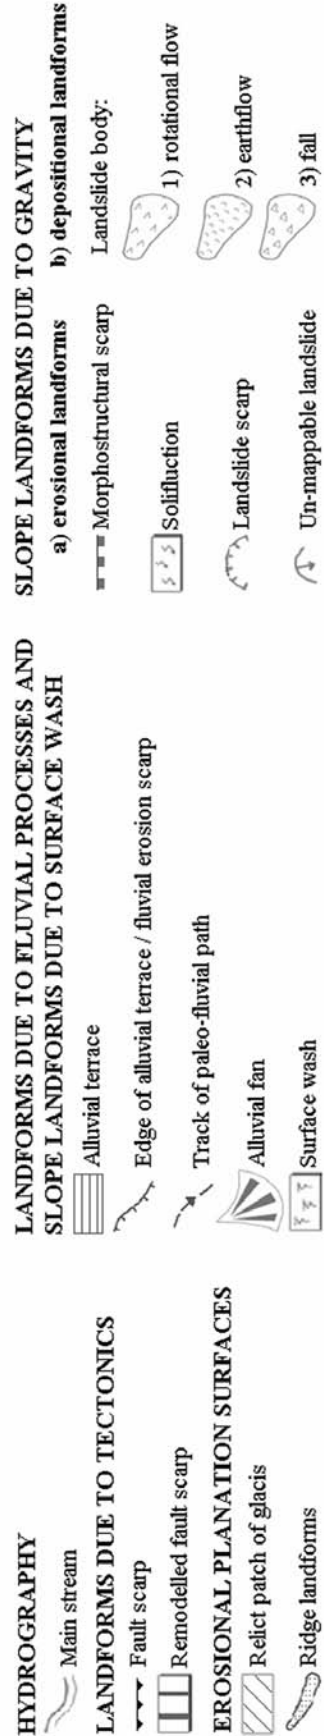 HYDROGRAPHY
Main stream
LANDFORMS DUE TO TECTONICS
Fault scarp
Remodelled fault scarp
EROSIONAL PLANATION SURFACES
Relict patch of glacis
Ridge landforms
LANDFORMS DUE TO FLUVIAL PROCESSES AND
SLOPE LANDFORMS DUE TO SURFACE WASH
Alluvial terrace
Edge of alluvial terrace / fluvial erosion scarp
Track of paleo-fluvial path
Alluvial fan
Surface wash
SLOPE LANDFORMS DUE TO GRAVITY
a) erosional landforms
Morphostructural scarp
Solifluction
Landslide scarp
Un-mappable landslide
b) depositional landforms
Landslide body:
1) rotational flow
2) earthflow
3) fall